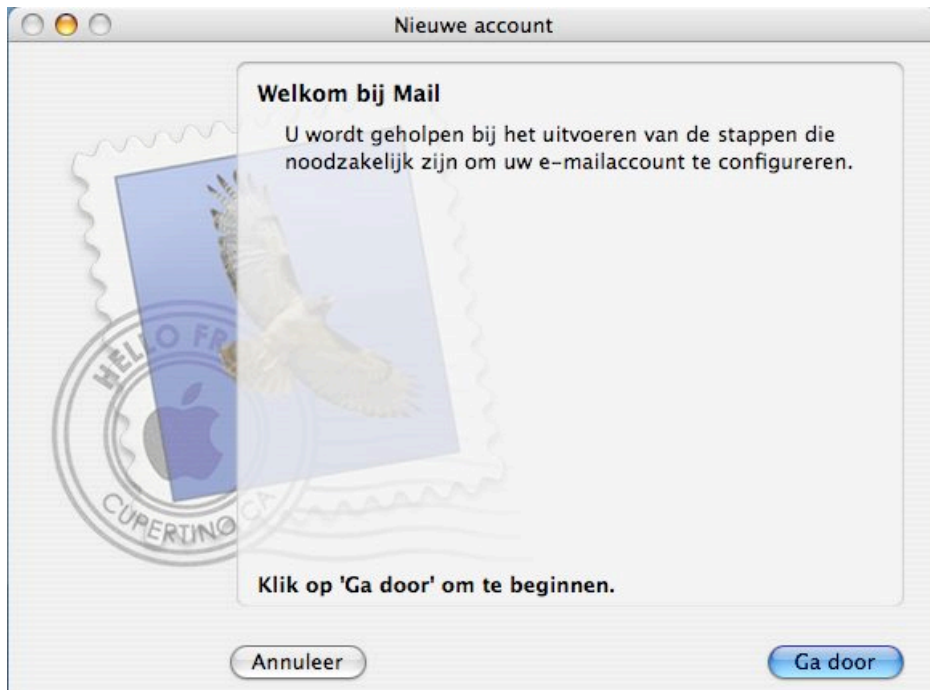 Nieuwe account
Welkom bij Mail
U wordt geholpen bij het uitvoeren van de stappen die
noodzakelijk zijn om uw e-mailaccount te configureren.
HELLO FR
CUPERTINO CA
Klik op 'Ga door' om te beginnen.
Annuleer
Ga door